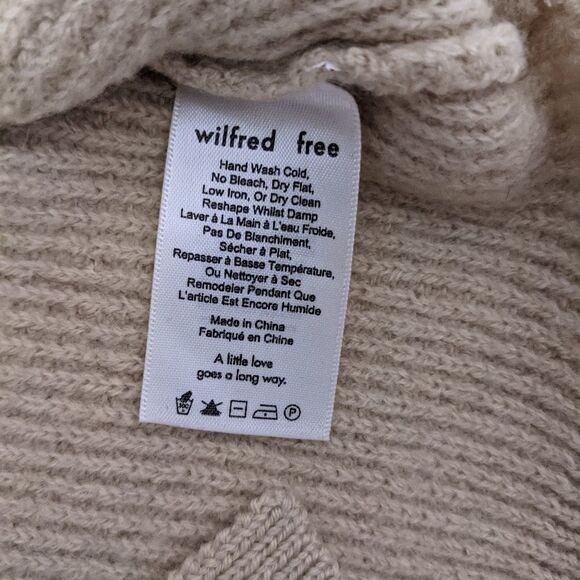 wilfred free
Hand Wash Cold,
No Bleach, Dry Flat,
Low Iron, Or Dry Clean
Reshape Whilst Damp
Laver à La Main à L'eau Froide,
Pas De Blanchiment,
Sécher à Plat,
Repasser à Basse Température,
Ou Nettoyer à Sec
Remodeler Pendant Que
L'article Est Encore Humide
Made in China
Fabriqué en Chine
A little love
goes a long way.
P